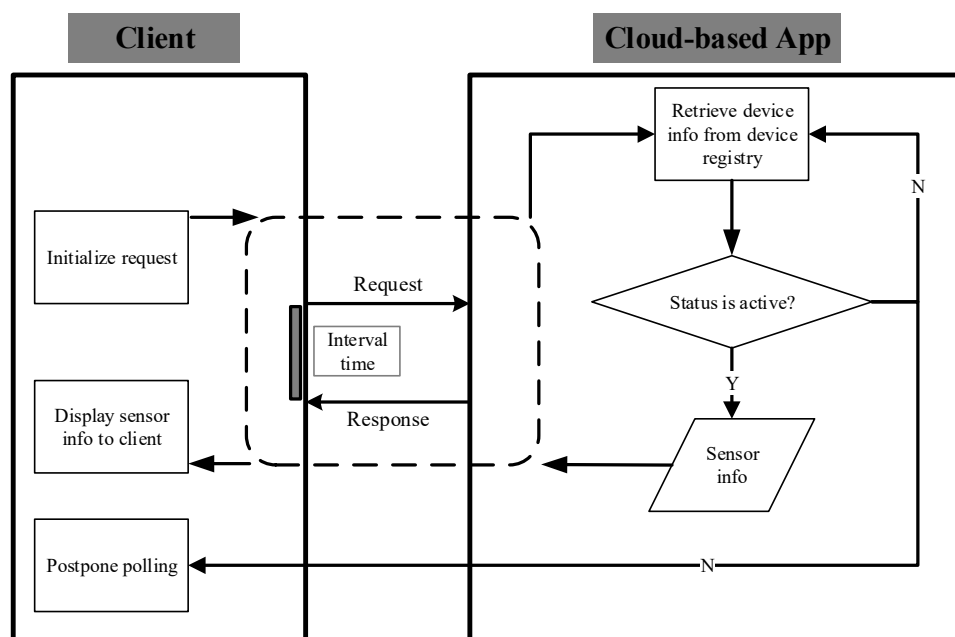 Client
Cloud-based App
Retrieve device
info from device
registry
N
Initialize request
Request
Status is active?
Interval
time
Y
Display sensor
info to client
Response
Sensor
info
Postpone polling
N